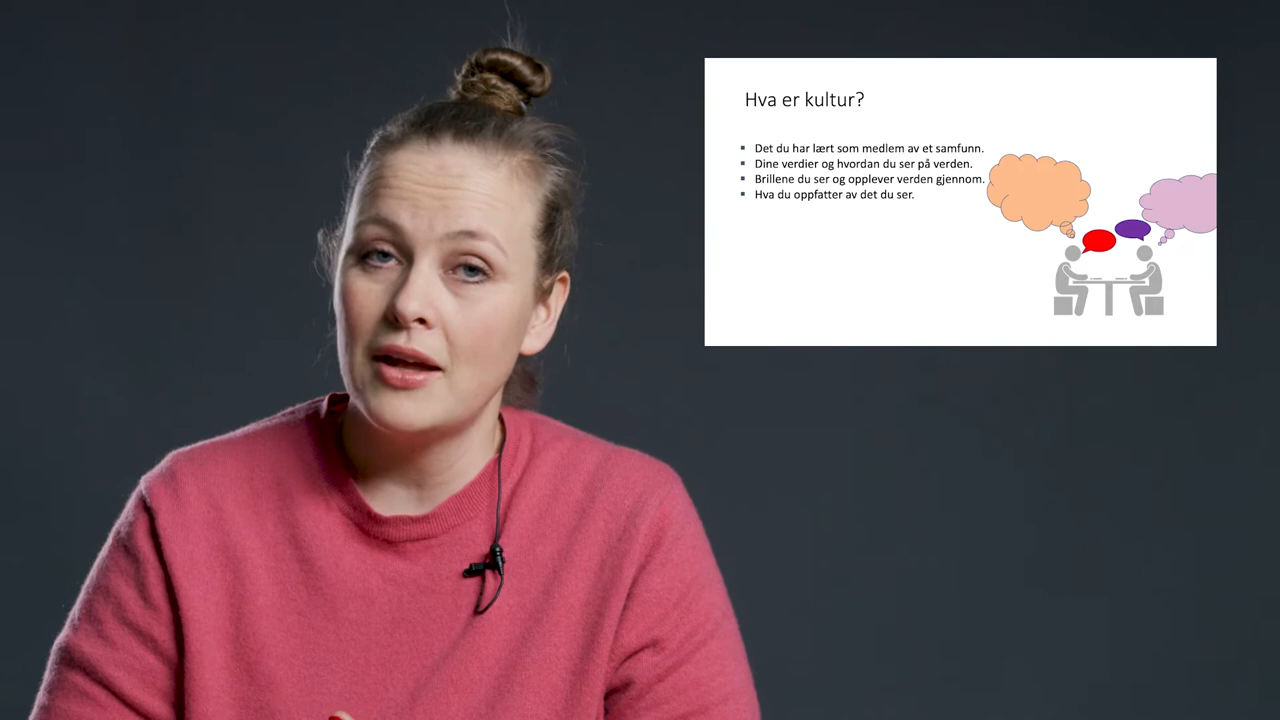 Hva er kultur?
Det du har lært som medlem av et samfunn.
Dine verdier og hvordan du ser på verden.
Brillene du ser og opplever verden gjennom.
Hva du oppfatter av det du ser.